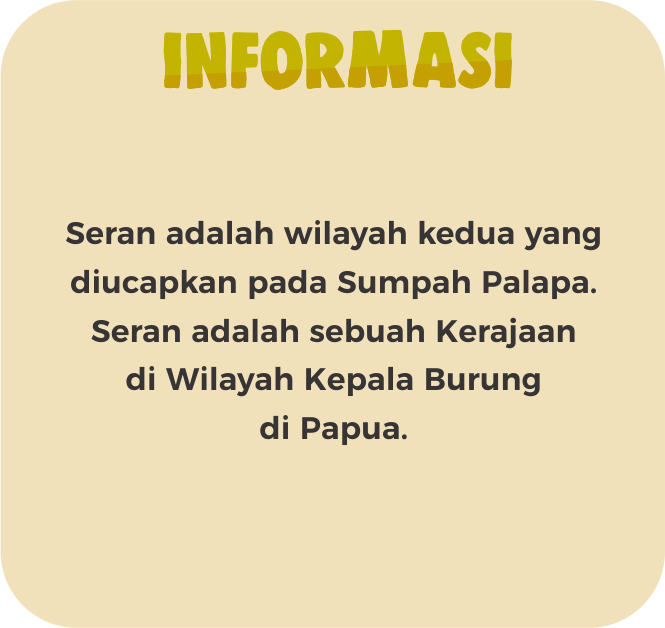 INFORMASI
Seran adalah wilayah kedua yang
diucapkan pada Sumpah Palapa.
Seran adalah sebuah Kerajaan
di Wilayah Kepala Burung
di Papua.